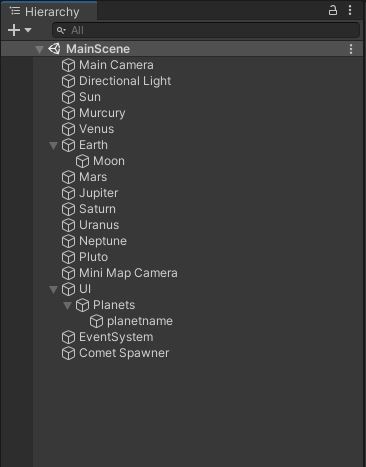 Hierarchy
All
MainScene
Main Camera
Directional Light
Sun
Murcury
Venus
Earth
Moon
Mars
Jupiter
Saturn
Uranus
Neptune
Pluto
Mini Map Camera
UI
Planets
planetname
EventSystem
Comet Spawner